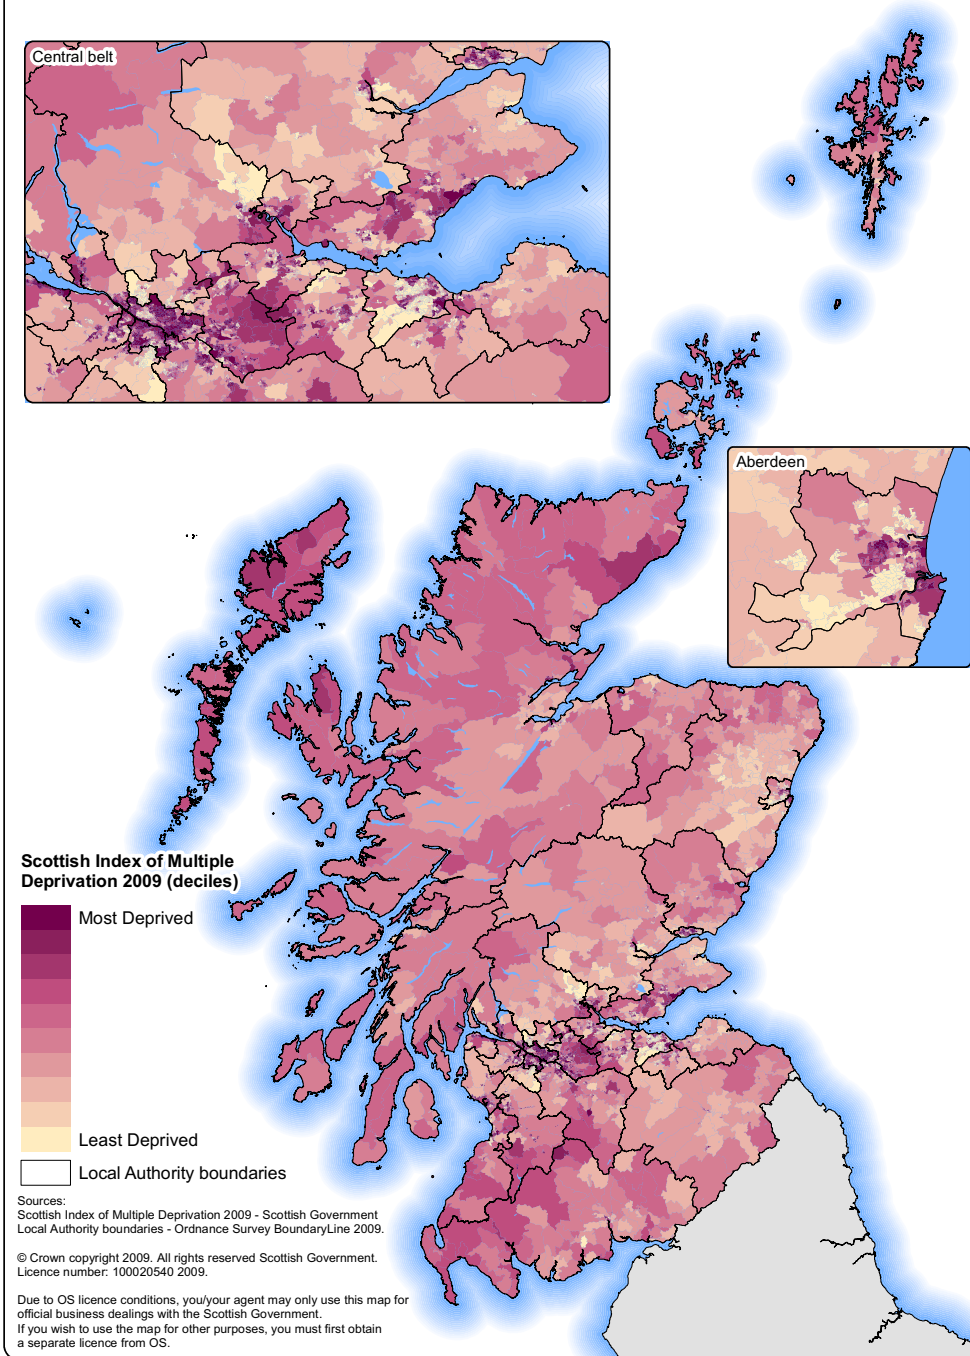 Central belt
Aberdeen
Scottish Index of Multiple
Deprivation 2009 (deciles)
Most Deprived
Least Deprived
Local Authority boundaries
Sources:
Scottish Index of Multiple Deprivation 2009 - Scottish Government
Local Authority boundaries - Ordnance Survey BoundaryLine 2009.
© Crown copyright 2009. All rights reserved Scottish Government.
Licence number: 100020540 2009.
Due to OS licence conditions, you/your agent may only use this map for
official business dealings with the Scottish Government.
If you wish to use the map for other purposes, you must first obtain
a separate licence from OS.